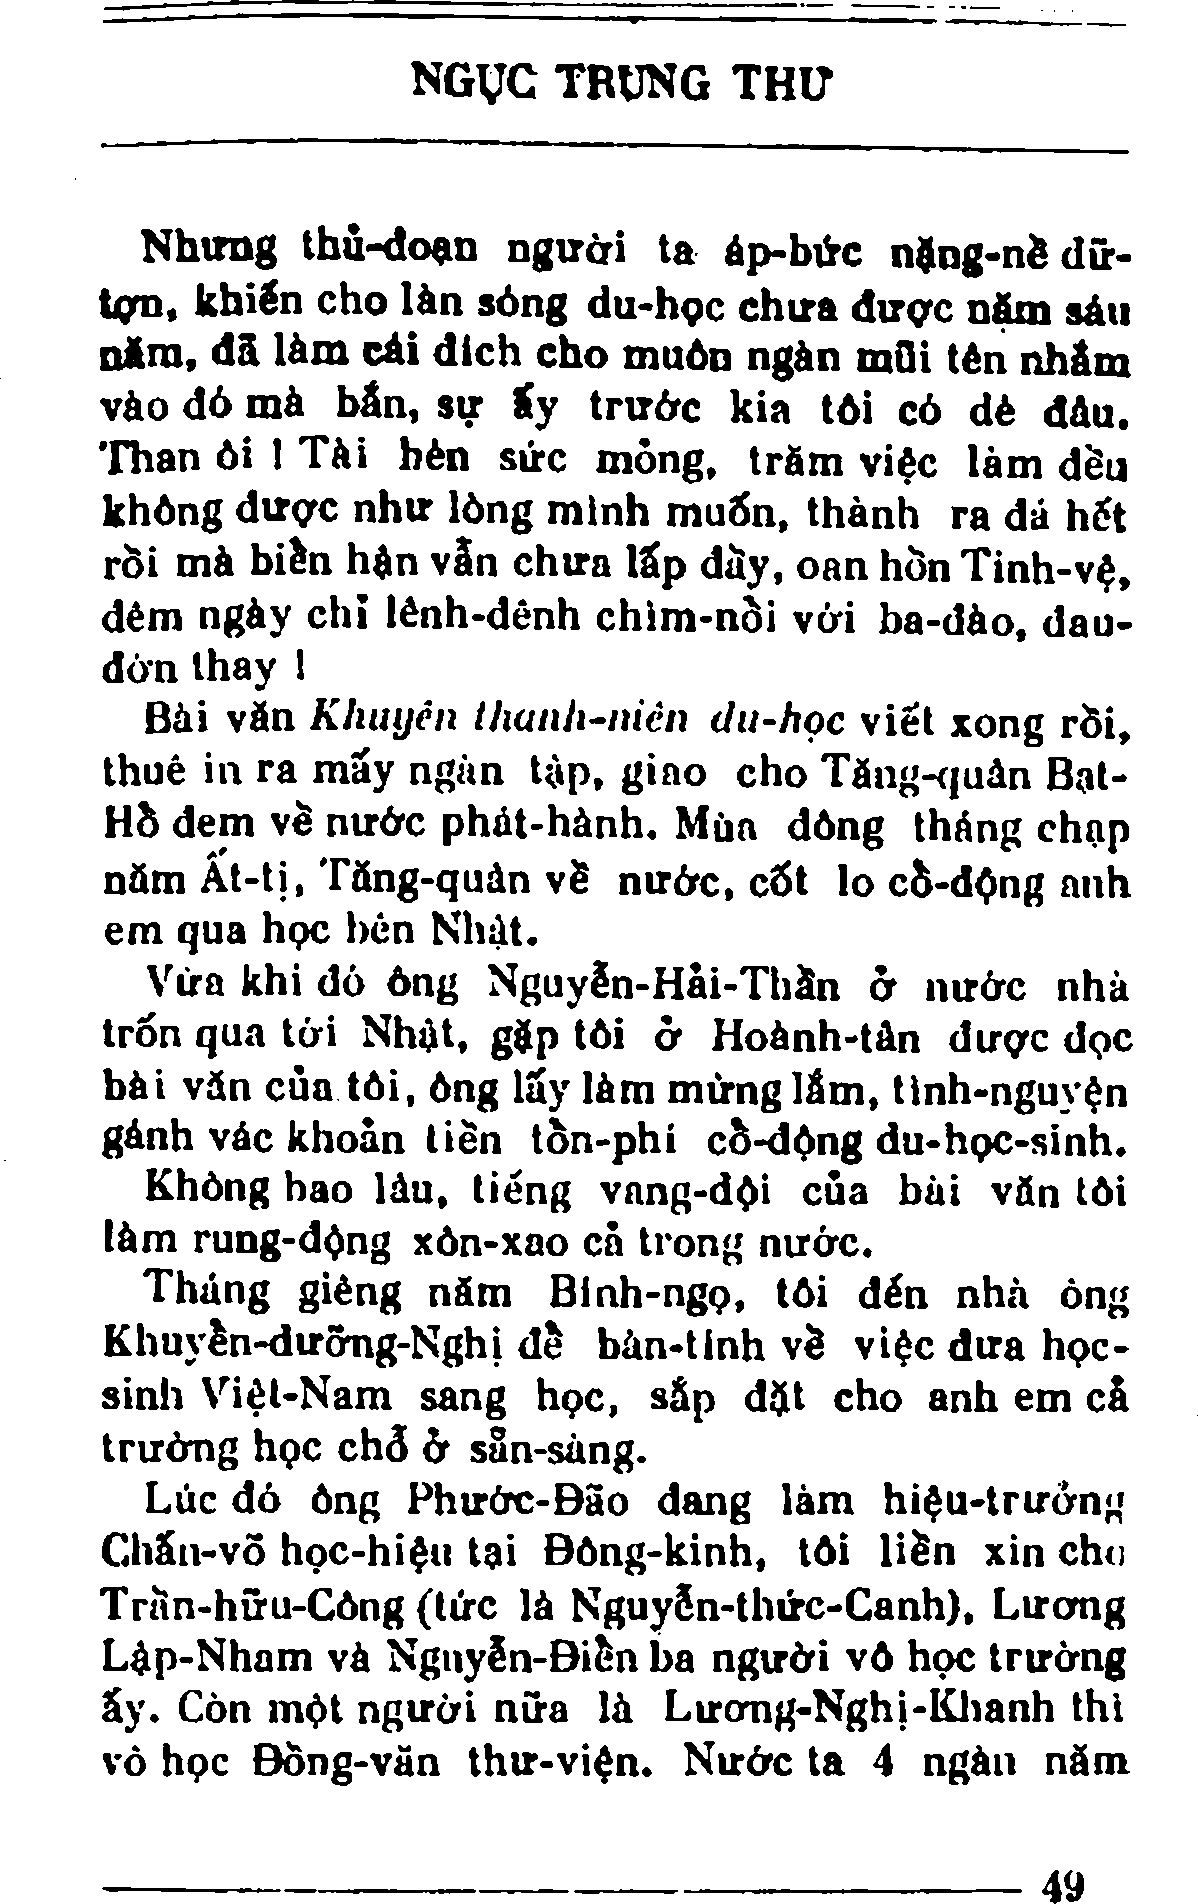 NGỤC TRUNG THƯ
Nhưng thủ-đoạn người ta áp-bức nặng-nề dữ-
tợn, khiến cho làn sóng du-học chưa được năm sáu
năm, đã làm cái đích cho muôn ngàn mũi tên nhắm
vào đó mà bắn, sự ấy trước kia tôi có dè đâu.
Than ôi ! Tài hèn sức mỏng, trăm việc làm đều
không được như lòng mình muốn, thành ra đá hết
rồi mà biển hận vẫn chưa lấp đầy, oan hồn Tinh-vệ,
đêm ngày chỉ lênh-đênh chìm-nổi với ba-đào, đau-
đớn thay !
Bài văn Khuyên thanh-niên du-học viết xong rồi,
thuê in ra mấy ngàn tập, giao cho Tăng-quân Bạt-
Hổ đem về nước phát-hành. Mùa đông tháng chạp
năm Ất-tị, Tăng-quân về nước, cốt lo cổ-động anh
em qua học bên Nhật.
Vừa khi đó ông Nguyễn-Hải-Thần ở nước nhà
trốn qua tới Nhật, gặp tôi ở Hoành-tân được đọc
bài văn của tôi, ông lấy làm mừng lắm, tình-nguyện
gánh vác khoản tiền tổn-phí cổ-động du-học-sinh.
Không bao lâu, tiếng vang-dội của bài văn tôi
làm rung-động xôn-xao cả trong nước.
Tháng giêng năm Bính-ngọ, tôi đến nhà ông
Khuyển-dưỡng-Nghị để bàn-tính về việc đưa học-
sinh Việt-Nam sang học, sắp đặt cho anh em cả
trường học chỗ ở sẵn-sàng.
Lúc đó ông Phước-Đảo đang làm hiệu-trưởng
Chấn-võ học-hiệu tại Đông-kinh, tôi liền xin cho
Trần-hữu-Công (tức là Nguyễn-thức-Canh), Lương
Lập-Nham và Nguyễn-Điển ba người vô học trường
ấy. Còn một người nữa là Lương-Nghị-Khanh thì
vô học Đồng-văn thư-viện. Nước ta 4 ngàn năm
49